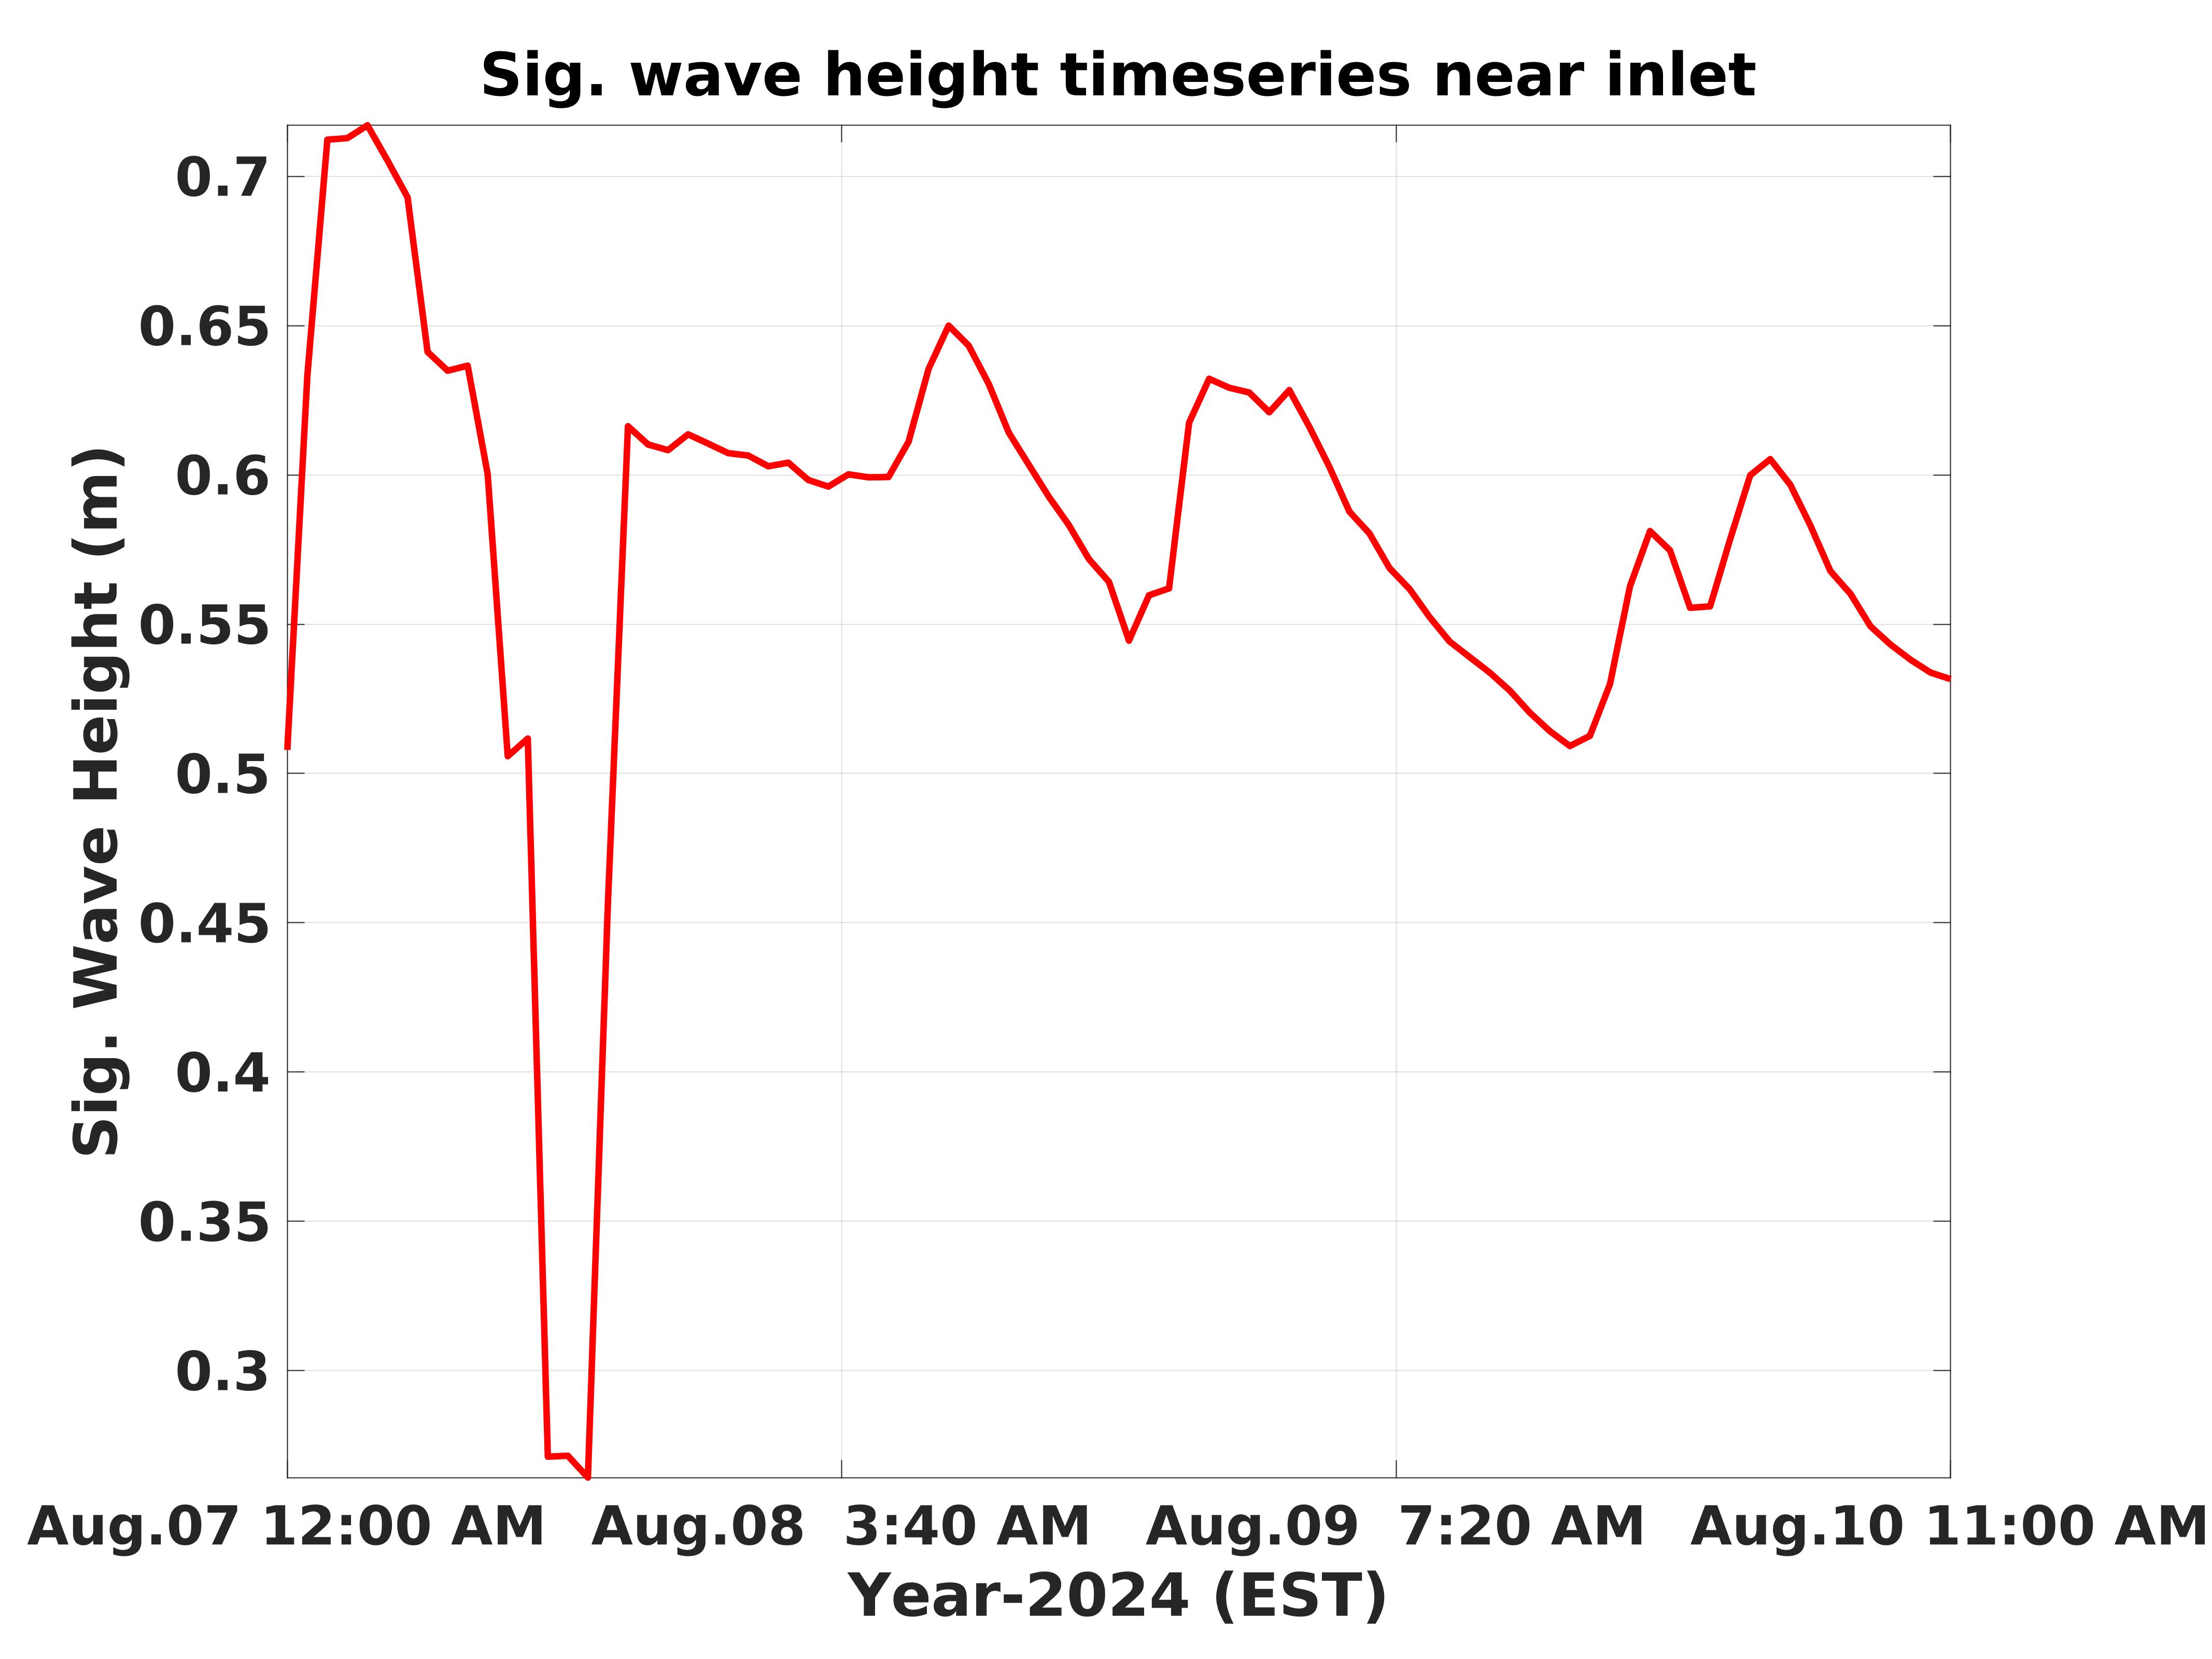 Sig. wave height timeseries near inlet
0.7
0.65
0.6
0.55
0.5
0.45
0.4
0.35
0.3
Sig. Wave Height (m)
Aug.07 12:00 AM Aug.08 3:40 AM Aug.09 7:20 AM Aug.10 11:00 AM
Year-2024 (EST)